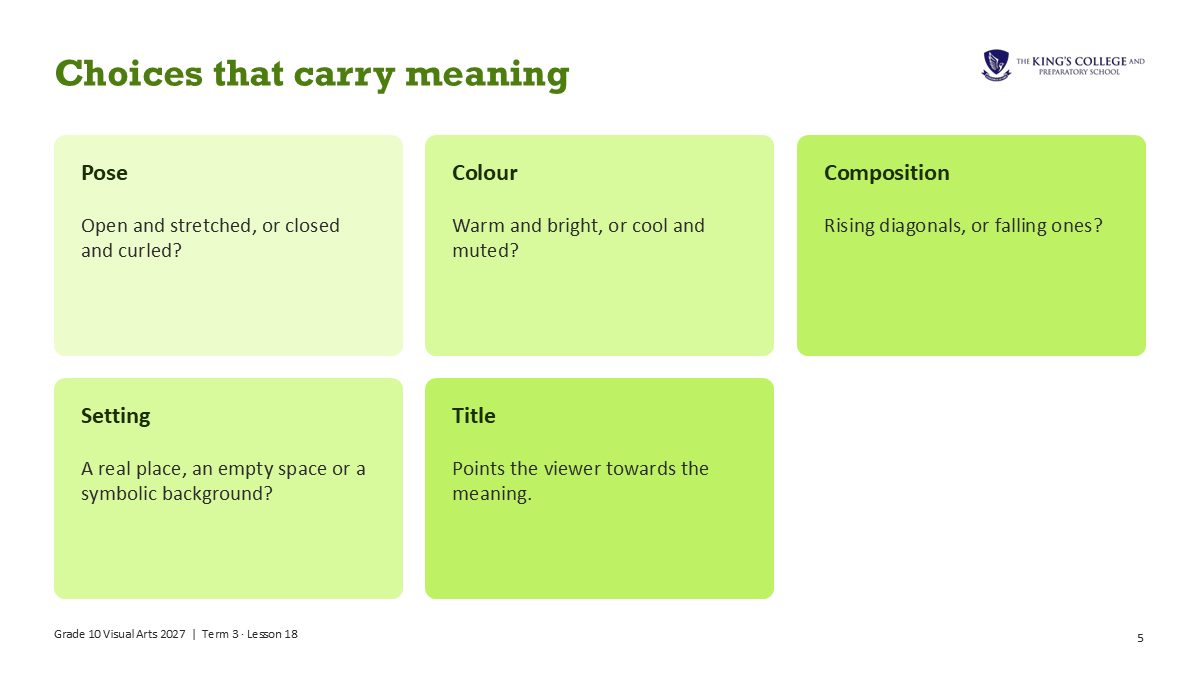 Choices that carry meaning
THE KING'S COLLEGE AND
PREPARATORY SCHOOL
Pose
Open and stretched, or closed
and curled?
Colour
Warm and bright, or cool and
muted?
Composition
Rising diagonals, or falling ones?
Setting
A real place, an empty space or a
symbolic background?
Title
Points the viewer towards the
meaning.
Grade 10 Visual Arts 2027 | Term 3 · Lesson 18
5